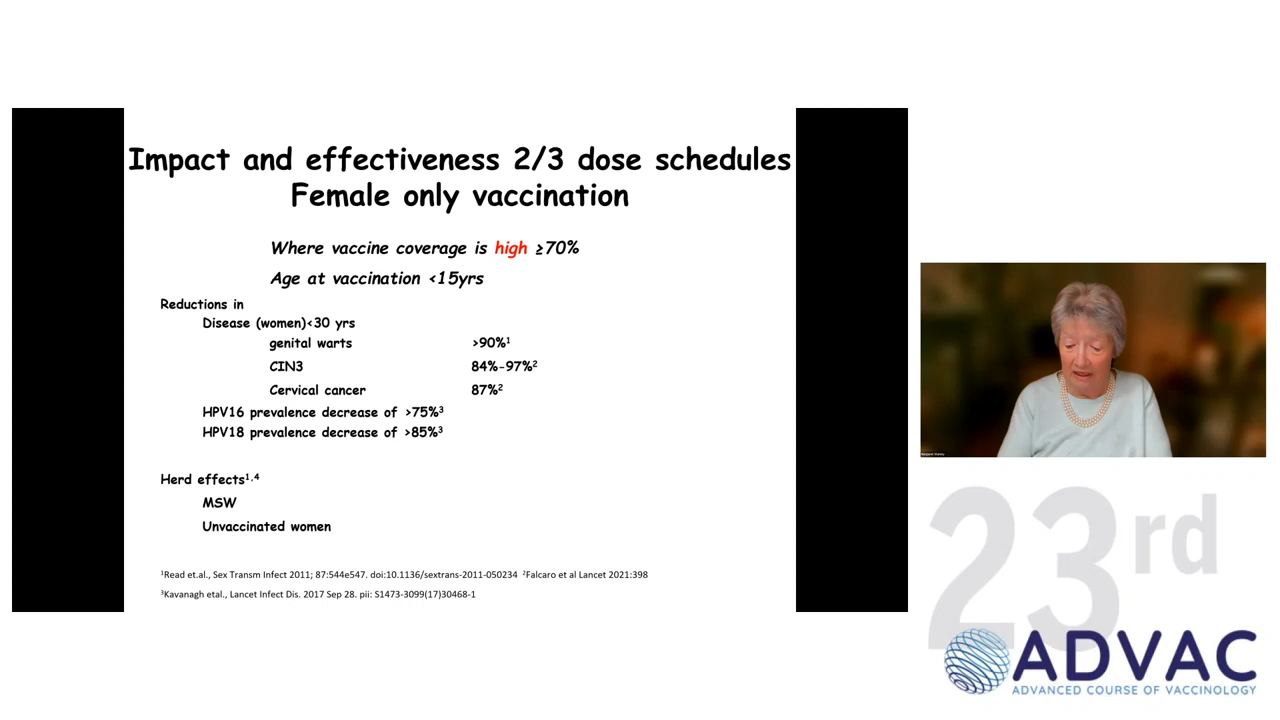 Impact and effectiveness 2/3 dose schedules
Female only vaccination
Where vaccine coverage is high ≥70%
Age at vaccination <15yrs
Reductions in
Disease (women)<30 yrs
genital warts >90%¹
CIN3 84%-97%²
Cervical cancer 87%²
HPV16 prevalence decrease of >75%³
HPV18 prevalence decrease of >85%³
Herd effects¹,⁴
MSW
Unvaccinated women
¹Read et.al., Sex Transm Infect 2011; 87:544e547. doi:10.1136/sextrans-2011-050234 ²Falcaro et al Lancet 2021:398
³Kavanagh etal., Lancet Infect Dis. 2017 Sep 28. pii: S1473-3099(17)30468-1
Margaret Stanley
23rd
ADVAC
ADVANCED COURSE OF VACCINOLOGY